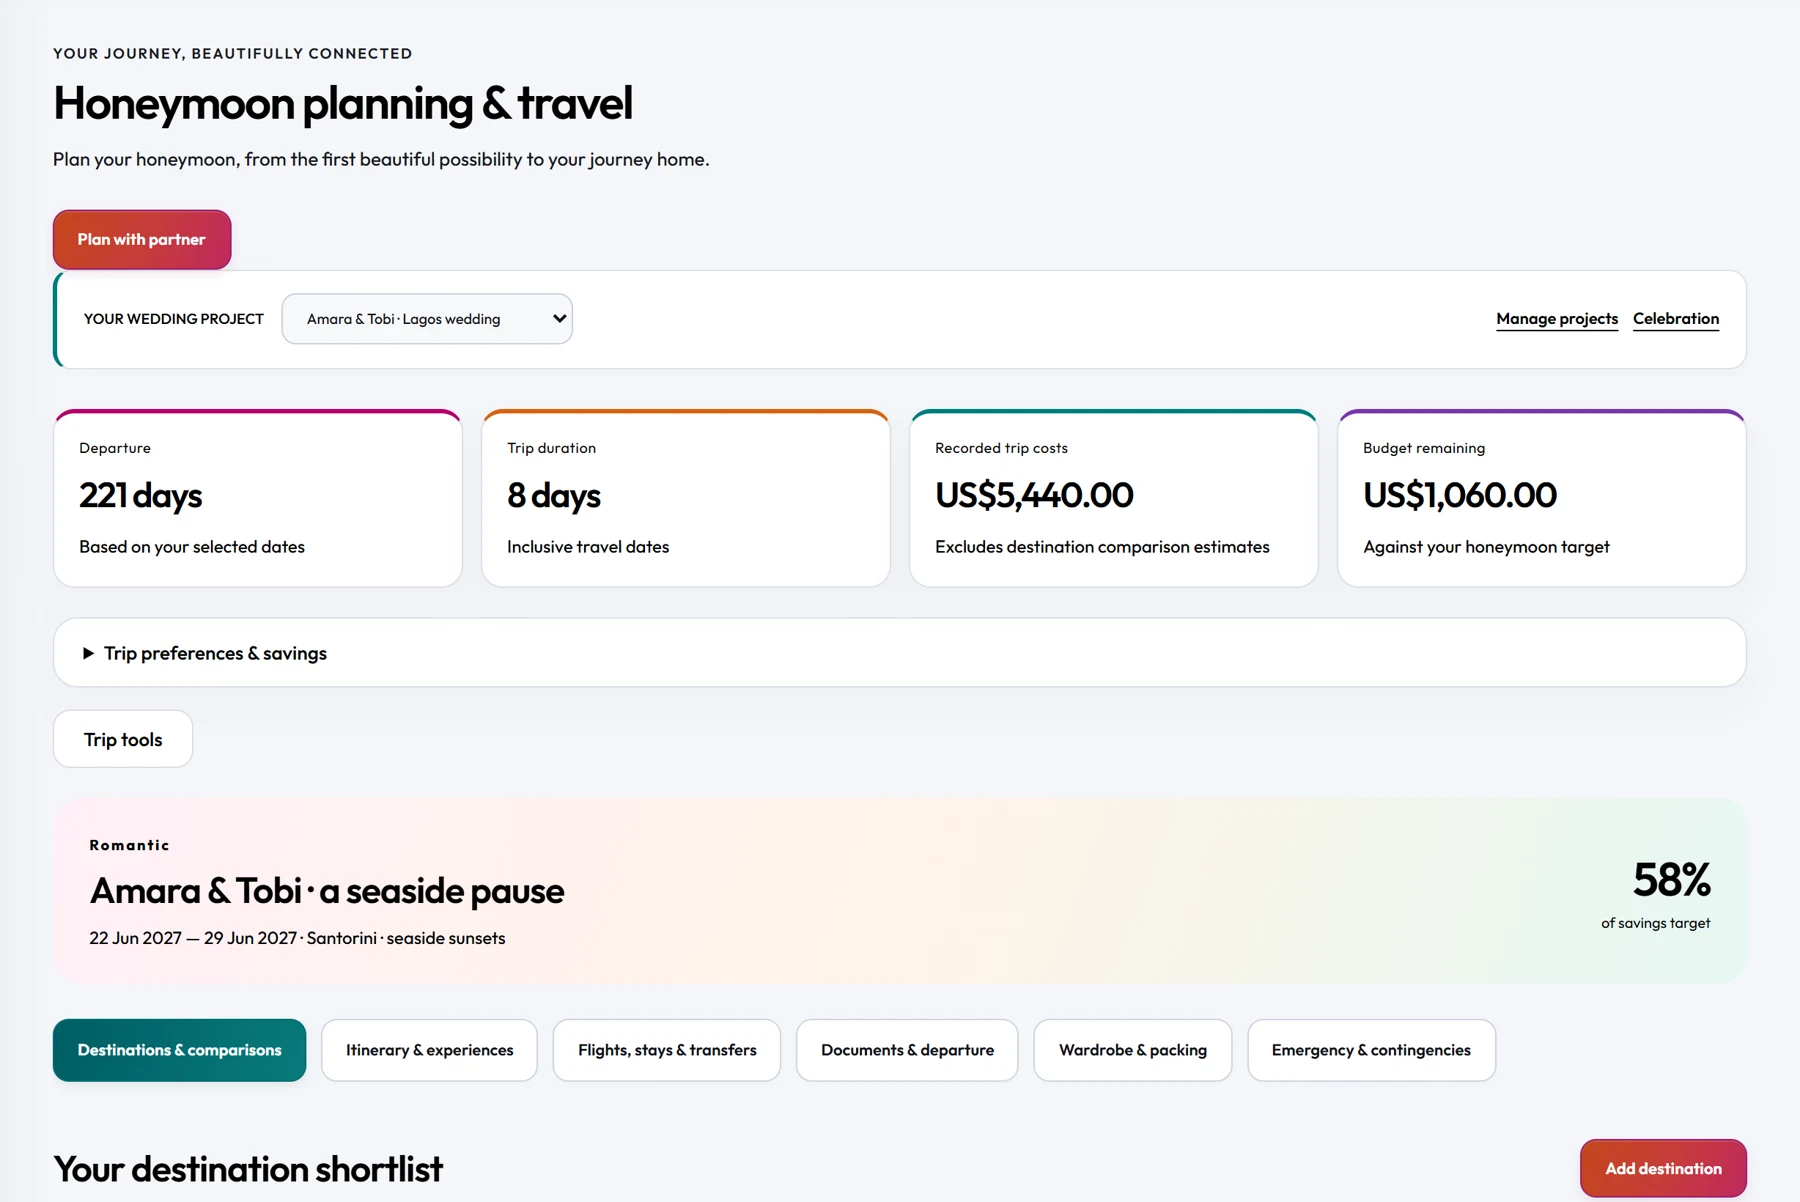 YOUR JOURNEY, BEAUTIFULLY CONNECTED
Honeymoon planning & travel
Plan your honeymoon, from the first beautiful possibility to your journey home.
Plan with partner
YOUR WEDDING PROJECT
Amara & Tobi · Lagos wedding
Manage projects
Celebration
Departure
221 days
Based on your selected dates
Trip duration
8 days
Inclusive travel dates
Recorded trip costs
US$5,440.00
Excludes destination comparison estimates
Budget remaining
US$1,060.00
Against your honeymoon target
Trip preferences & savings
Trip tools
Romantic
Amara & Tobi · a seaside pause
22 Jun 2027 — 29 Jun 2027 · Santorini · seaside sunsets
58%
of savings target
Destinations & comparisons
Itinerary & experiences
Flights, stays & transfers
Documents & departure
Wardrobe & packing
Emergency & contingencies
Your destination shortlist
Add destination